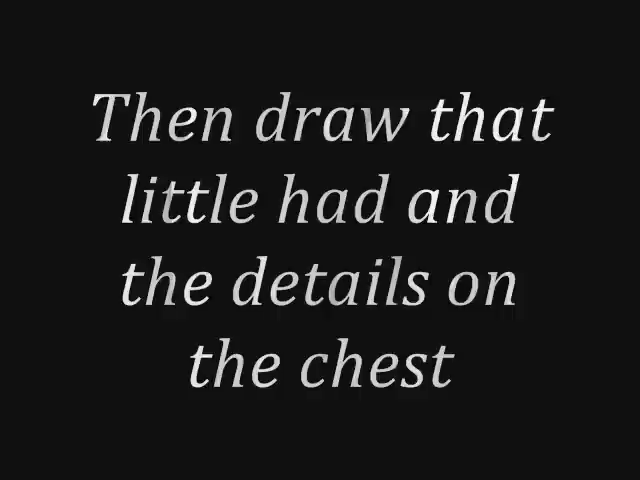 Then draw that
little had and
the details on
the chest